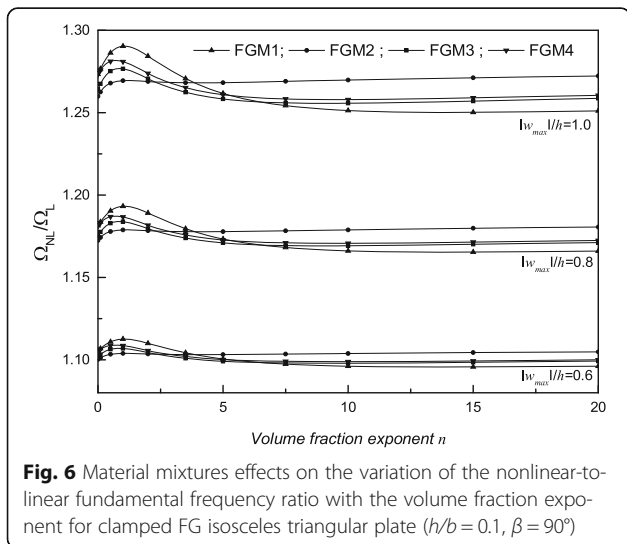 1.30
FGM1; FGM2 ; FGM3 ; FGM4
1.25
|w_max|/h=1.0
1.20
Ω_NL/Ω_L
|w_max|/h=0.8
1.15
1.10
|w_max|/h=0.6
0 5 10 15 20
Volume fraction exponent n
Fig. 6 Material mixtures effects on the variation of the nonlinear-to-
linear fundamental frequency ratio with the volume fraction expo-
nent for clamped FG isosceles triangular plate (h/b = 0.1, β = 90°)